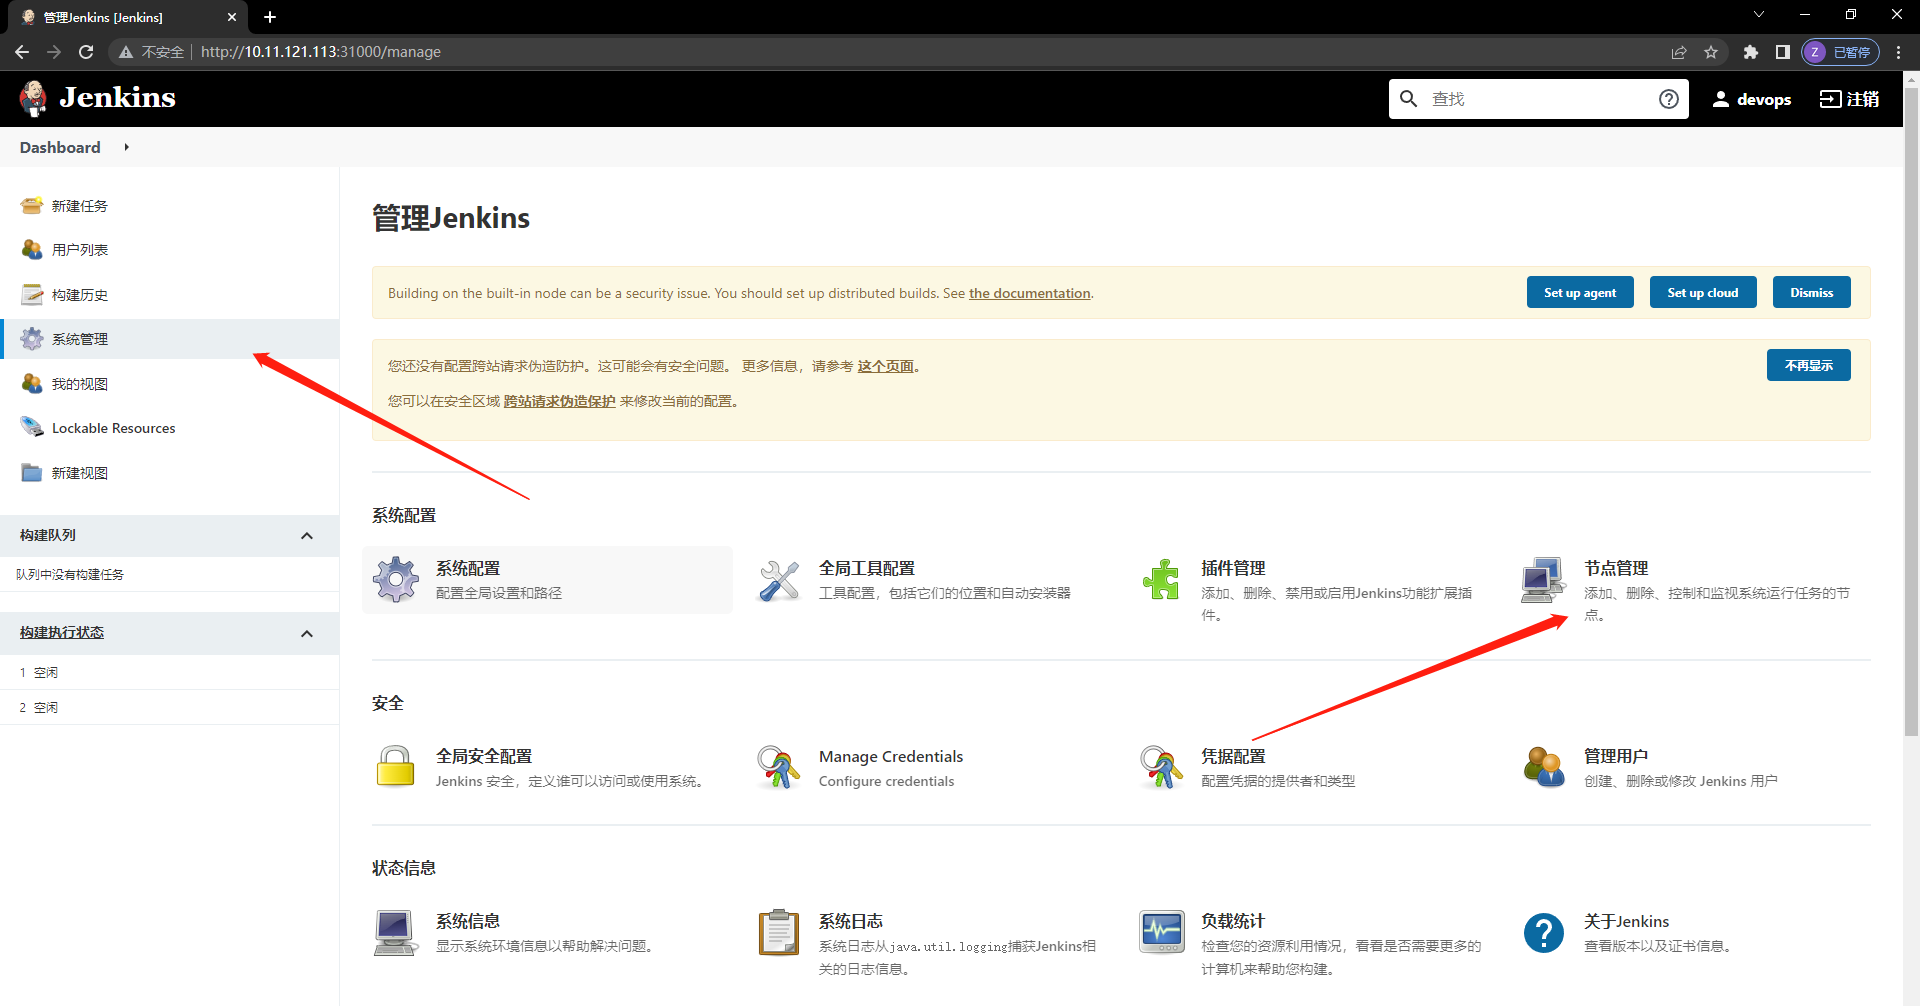 管理Jenkins [Jenkins]
不安全 http://10.11.121.113:31000/manage
Z 已暂停
Jenkins
查找
devops
注销
Dashboard
新建任务
用户列表
构建历史
系统管理
我的视图
Lockable Resources
新建视图
构建队列
队列中没有构建任务
构建执行状态
1 空闲
2 空闲
管理Jenkins
Building on the built-in node can be a security issue. You should set up distributed builds. See the documentation.
Set up agent
Set up cloud
Dismiss
您还没有配置跨站请求伪造防护。这可能会有安全问题。 更多信息，请参考 这个页面。
不再显示
您可以在安全区域 跨站请求伪造保护 来修改当前的配置。
系统配置
系统配置
配置全局设置和路径
全局工具配置
工具配置，包括它们的位置和自动安装器
插件管理
添加、删除、禁用或启用Jenkins功能扩展插
件。
节点管理
添加、删除、控制和监视系统运行任务的节
点。
安全
全局安全配置
Jenkins 安全，定义谁可以访问或使用系统。
Manage Credentials
Configure credentials
凭据配置
配置凭据的提供者和类型
管理用户
创建、删除或修改 Jenkins 用户
状态信息
系统信息
显示系统环境信息以帮助解决问题。
系统日志
系统日志从java.util.logging捕获Jenkins相
关的日志信息。
负载统计
检查您的资源利用情况，看看是否需要更多的
计算机来帮助您构建。
关于Jenkins
查看版本以及证书信息。